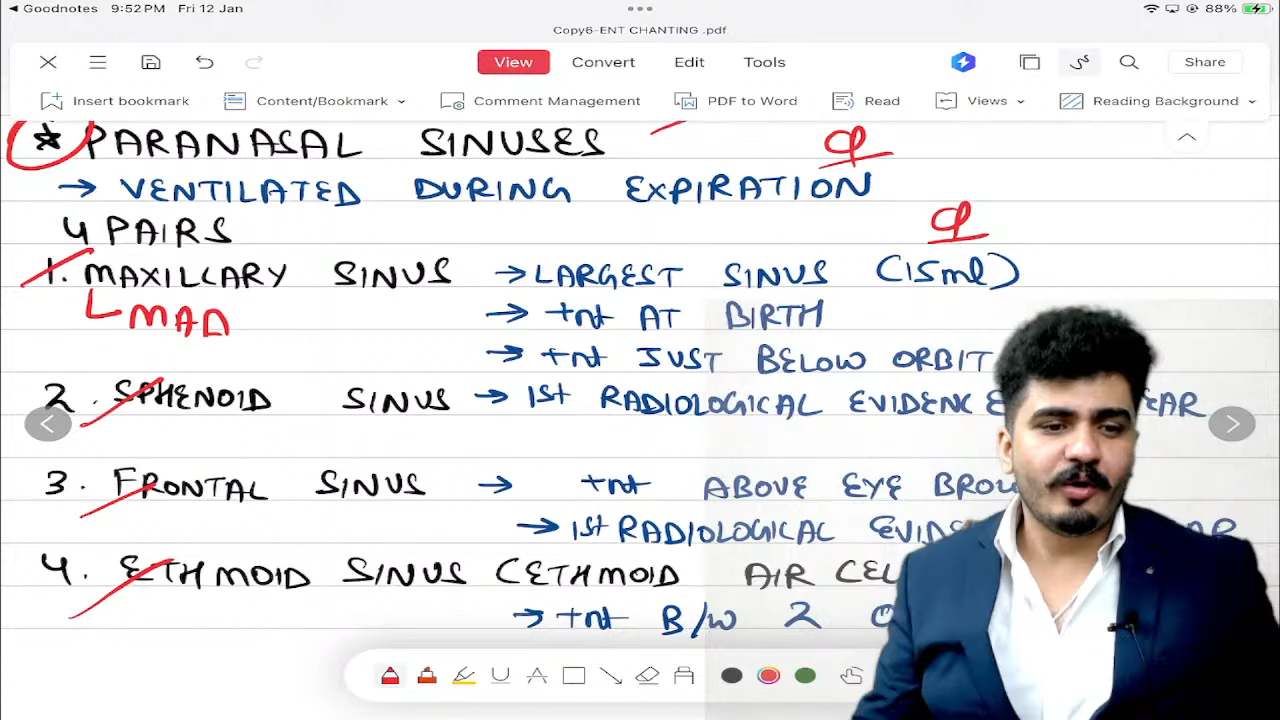 Goodnotes 9:52 PM Fri 12 Jan 88%
Copy6-ENT CHANTING .pdf
View Convert Edit Tools Share
Insert bookmark Content/Bookmark Comment Management PDF to Word Read Views Reading Background
PARANASAL SINUSES
→ VENTILATED DURING EXPIRATION
4 PAIRS
1. MAXILLARY SINUS → LARGEST SINUS (15ml)
MAD → +nt AT BIRTH
→ +nt JUST BELOW ORBIT
2. SPHENOID SINUS → 1st RADIOLOGICAL EVIDENCE
3. FRONTAL SINUS → +nt ABOVE EYE
→ 1st RADIOLOGICAL
4. ETHMOID SINUS (ETHMOID AIR
→ +nt B/W 2